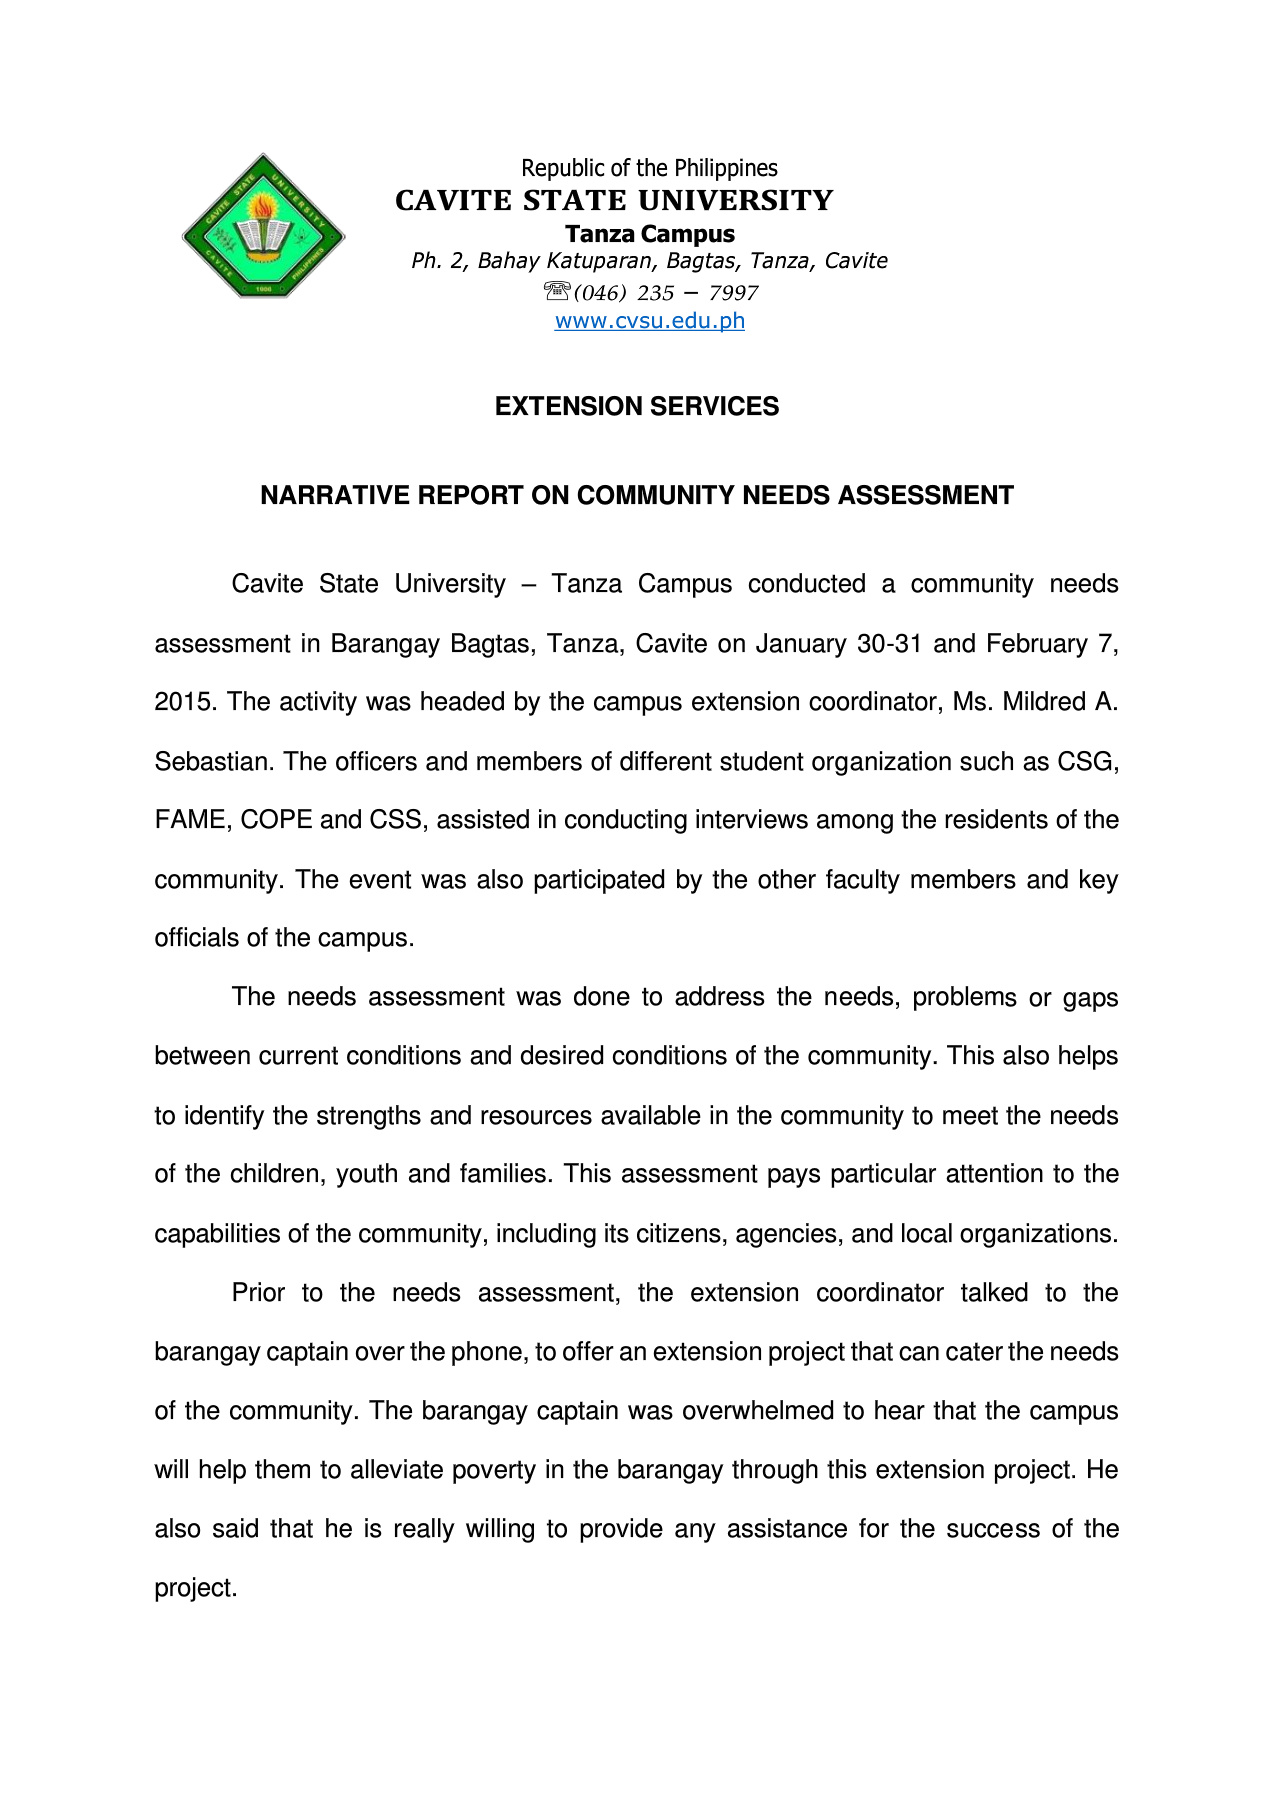 CAVITE STATE UNIVERSITY
CAVITE PHILIPPINES
1906
Republic of the Philippines
CAVITE STATE UNIVERSITY
Tanza Campus
Ph. 2, Bahay Katuparan, Bagtas, Tanza, Cavite
☏(046) 235 – 7997
www.cvsu.edu.ph
EXTENSION SERVICES
NARRATIVE REPORT ON COMMUNITY NEEDS ASSESSMENT
Cavite State University – Tanza Campus conducted a community needs
assessment in Barangay Bagtas, Tanza, Cavite on January 30-31 and February 7,
2015. The activity was headed by the campus extension coordinator, Ms. Mildred A.
Sebastian. The officers and members of different student organization such as CSG,
FAME, COPE and CSS, assisted in conducting interviews among the residents of the
community. The event was also participated by the other faculty members and key
officials of the campus.
The needs assessment was done to address the needs, problems or gaps
between current conditions and desired conditions of the community. This also helps
to identify the strengths and resources available in the community to meet the needs
of the children, youth and families. This assessment pays particular attention to the
capabilities of the community, including its citizens, agencies, and local organizations.
Prior to the needs assessment, the extension coordinator talked to the
barangay captain over the phone, to offer an extension project that can cater the needs
of the community. The barangay captain was overwhelmed to hear that the campus
will help them to alleviate poverty in the barangay through this extension project. He
also said that he is really willing to provide any assistance for the success of the
project.